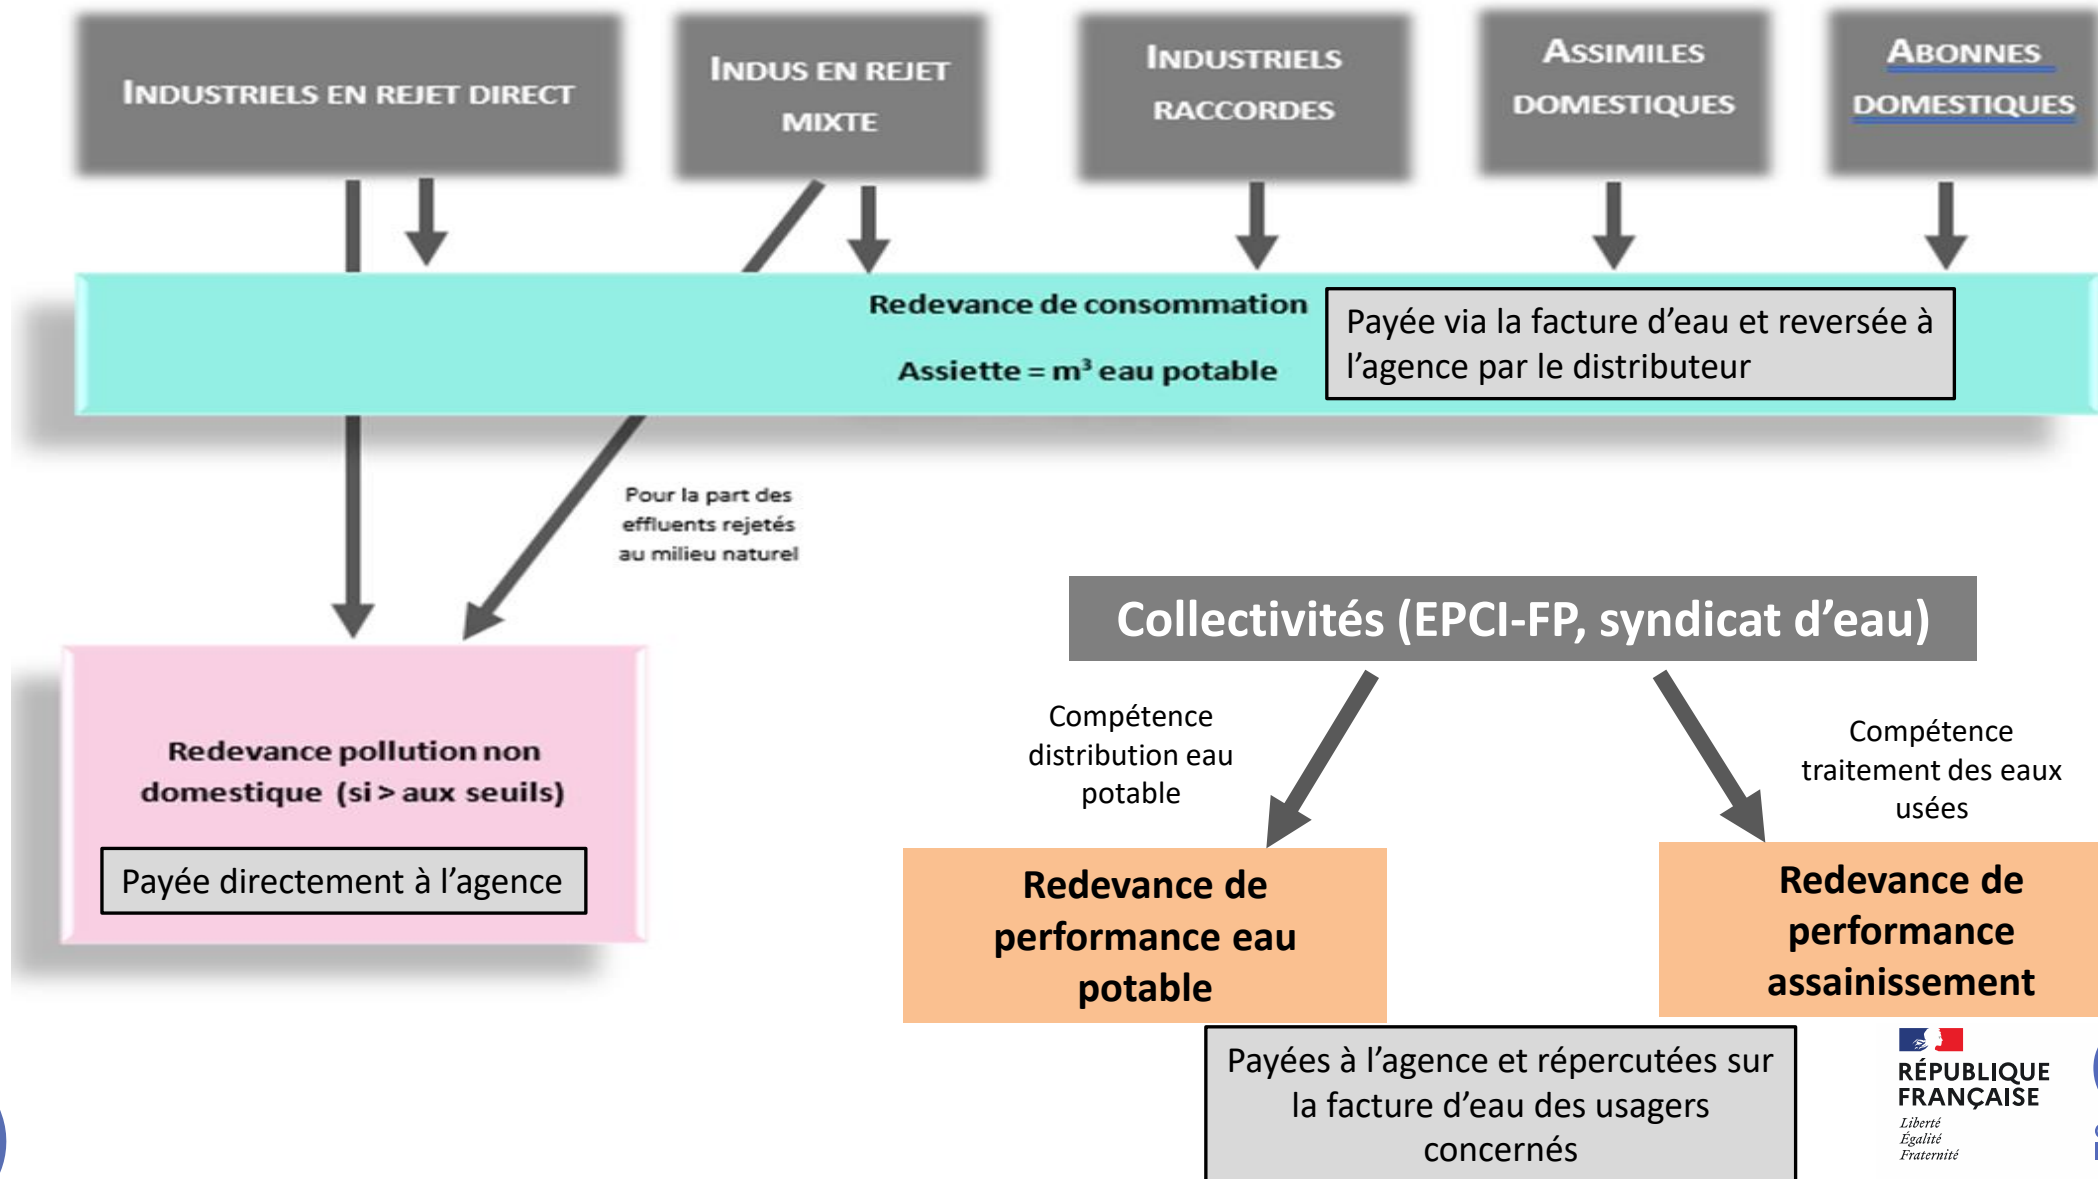 INDUSTRIELS EN REJET DIRECT
INDUS EN REJET
MIXTE
INDUSTRIELS
RACCORDES
ASSIMILES
DOMESTIQUES
ABONNES
DOMESTIQUES
Redevance de consommation
Assiette = m³ eau potable
Payée via la facture d’eau et reversée à
l’agence par le distributeur
Pour la part des
effluents rejetés
au milieu naturel
Redevance pollution non
domestique (si > aux seuils)
Payée directement à l’agence
Collectivités (EPCI-FP, syndicat d’eau)
Compétence
distribution eau
potable
Compétence
traitement des eaux
usées
Redevance de
performance eau
potable
Redevance de
performance
assainissement
Payées à l’agence et répercutées sur
la facture d’eau des usagers
concernés
RÉPUBLIQUE
FRANÇAISE
Liberté
Égalité
Fraternité